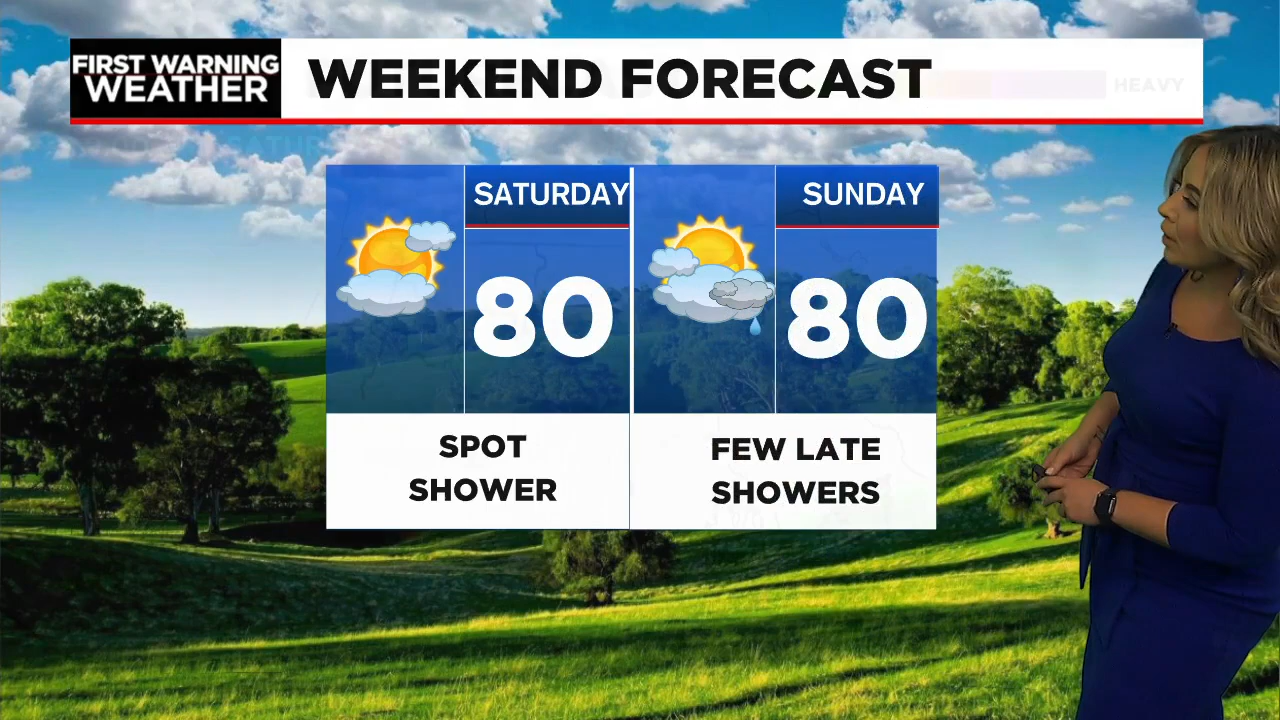 FIRST WARNING
WEATHER
WEEKEND FORECAST
HEAVY
SATURDAY
SUNDAY
80
80
SPOT
SHOWER
FEW LATE
SHOWERS